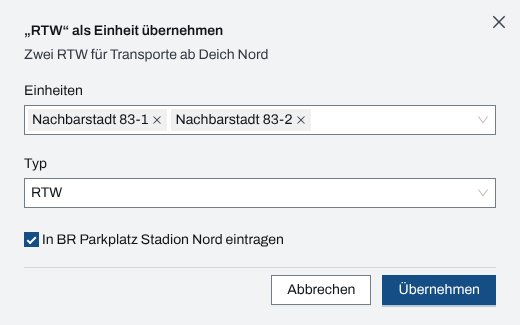 „RTW“ als Einheit übernehmen
Zwei RTW für Transporte ab Deich Nord
Einheiten
Nachbarstadt 83-1 Nachbarstadt 83-2
Typ
RTW
In BR Parkplatz Stadion Nord eintragen
Abbrechen Übernehmen